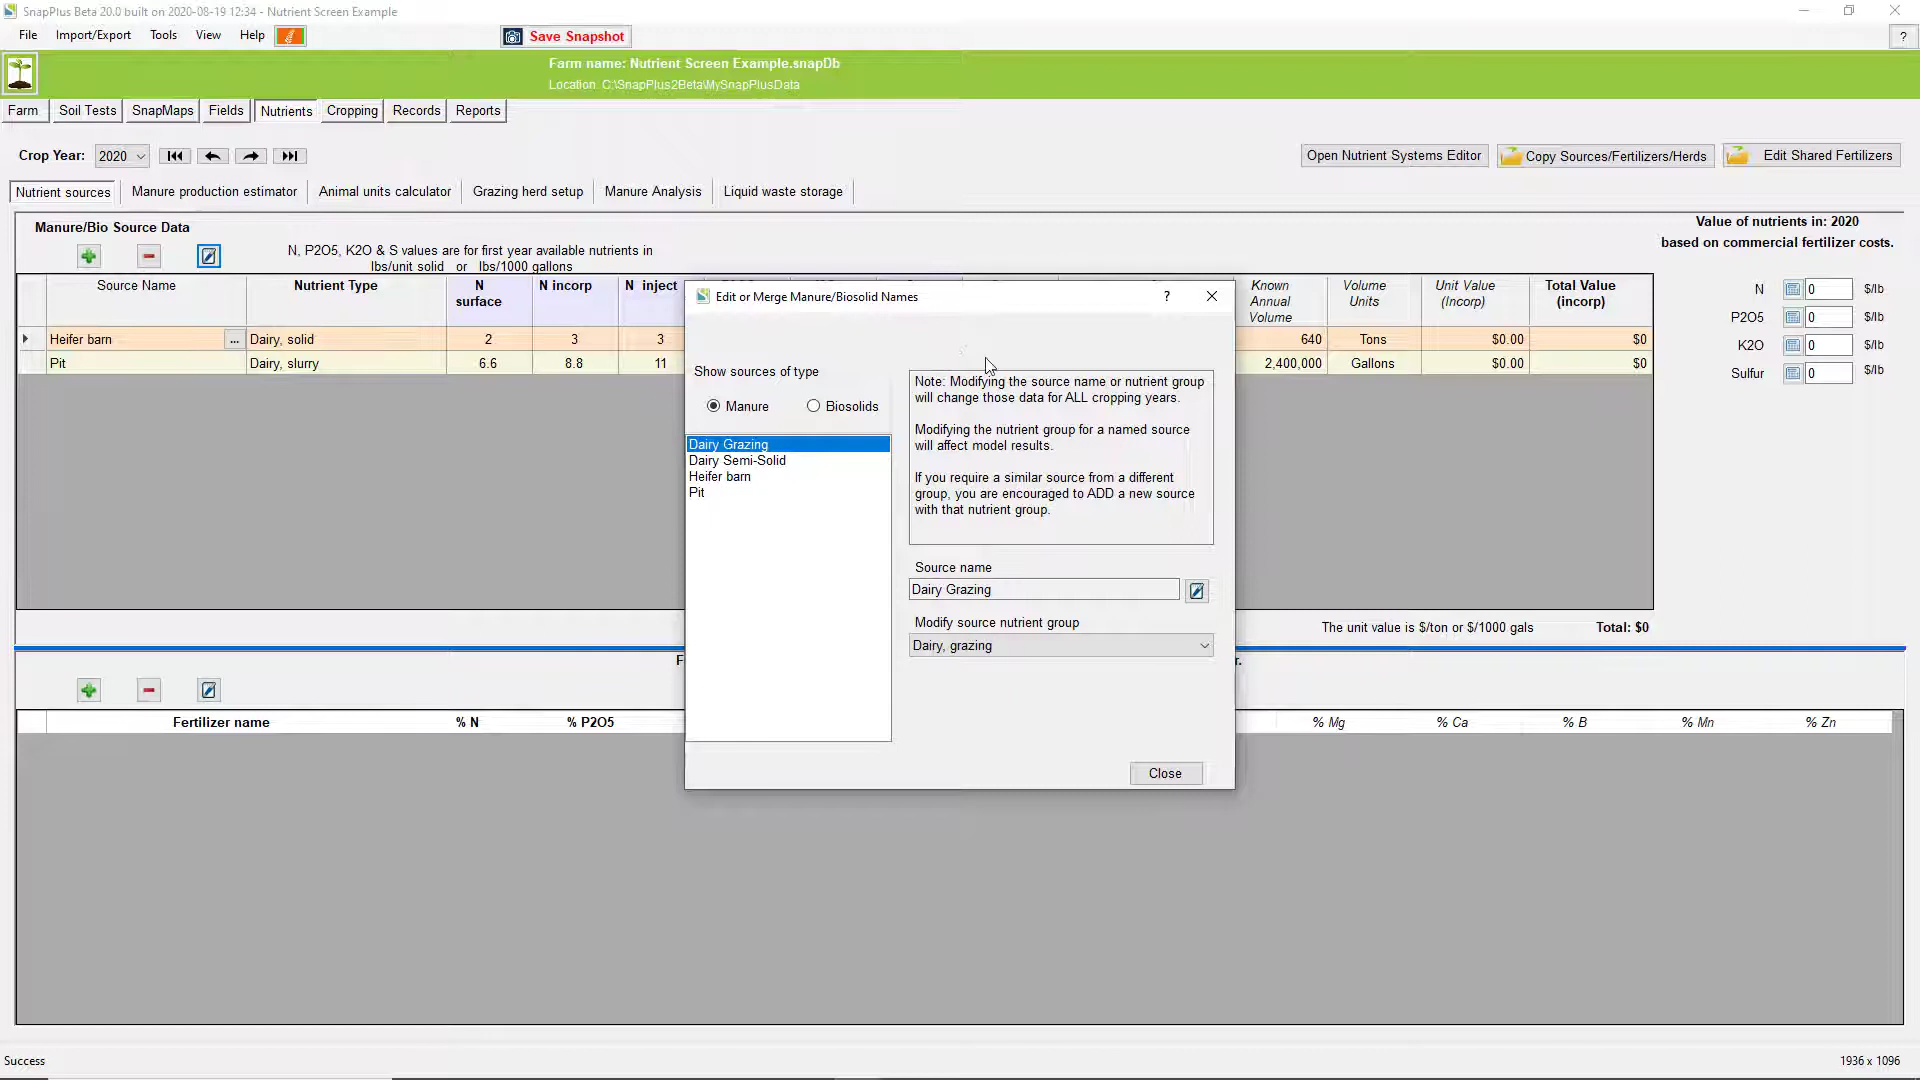 SnapPlus Beta 20.0 built on 2020-08-19 12:34 - Nutrient Screen Example
File Import/Export Tools View Help Save Snapshot ?
Farm name: Nutrient Screen Example.snapDb
Location: C:\SnapPlus2Beta\MySnapPlusData
Farm Soil Tests SnapMaps Fields Nutrients Cropping Records Reports
Crop Year: 2020 Open Nutrient Systems Editor Copy Sources/Fertilizers/Herds Edit Shared Fertilizers
Nutrient sources Manure production estimator Animal units calculator Grazing herd setup Manure Analysis Liquid waste storage
Manure/Bio Source Data
N, P2O5, K2O & S values are for first year available nutrients in
lbs/unit solid or lbs/1000 gallons
Value of nutrients in: 2020
based on commercial fertilizer costs.
N 0 $/lb
P2O5 0 $/lb
K2O 0 $/lb
Sulfur 0 $/lb
Source Name Nutrient Type N surface N incorp N inject Known Annual Volume Volume Units Unit Value (Incorp) Total Value (incorp)
Heifer barn ... Dairy, solid 2 3 3 640 Tons $0.00 $0
Pit Dairy, slurry 6.6 8.8 11 2,400,000 Gallons $0.00 $0
Edit or Merge Manure/Biosolid Names ?
Show sources of type
Manure Biosolids
Dairy Grazing
Dairy Semi-Solid
Heifer barn
Pit
Note: Modifying the source name or nutrient group
will change those data for ALL cropping years.
Modifying the nutrient group for a named source
will affect model results.
If you require a similar source from a different
group, you are encouraged to ADD a new source
with that nutrient group.
Source name
Dairy Grazing
Modify source nutrient group
Dairy, grazing
Close
The unit value is $/ton or $/1000 gals Total: $0
F r.
Fertilizer name % N % P2O5 % Mg % Ca % B % Mn % Zn
Success 1936 x 1096